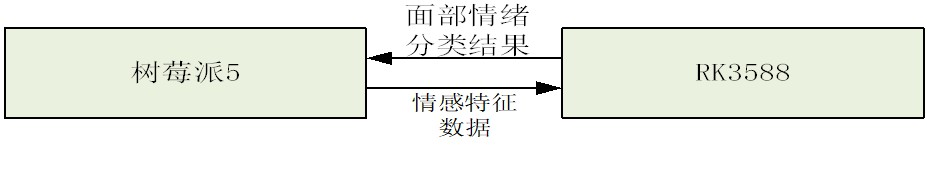 面部情绪
分类结果
树莓派5
RK3588
情感特征
数据